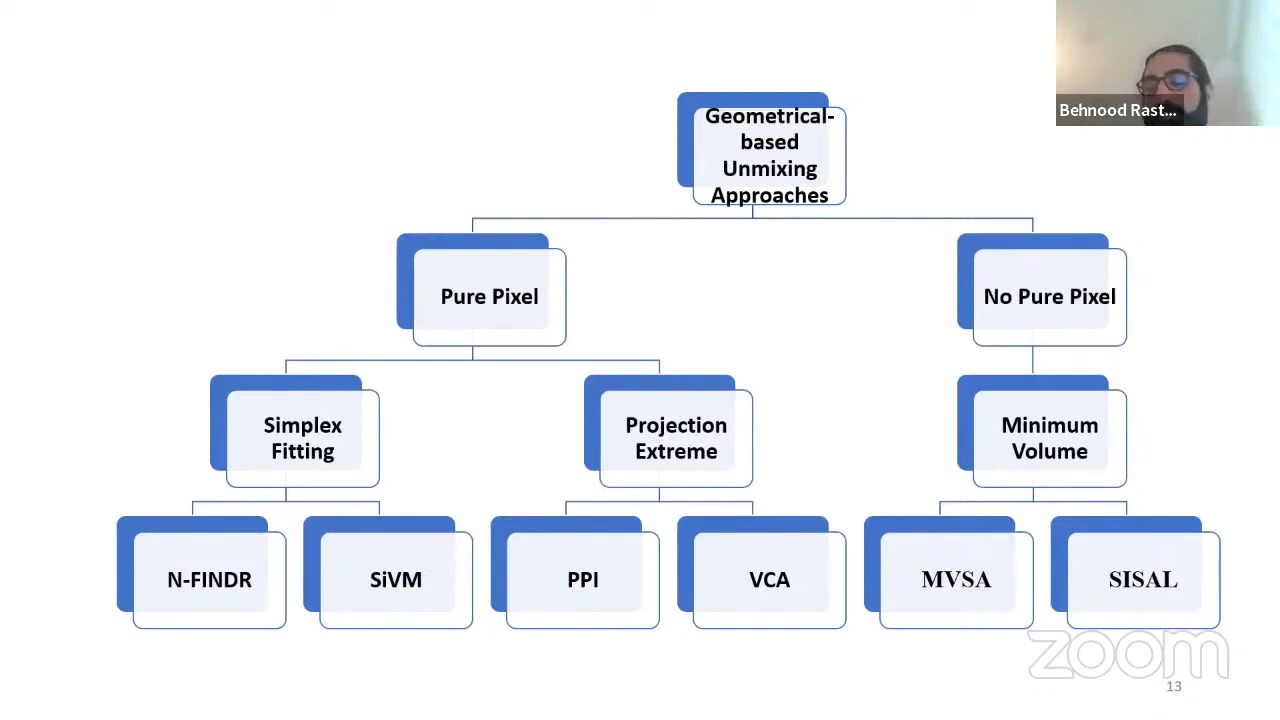 Behnood Rast...
Geometrical-
based
Unmixing
Approaches
Pure Pixel
No Pure Pixel
Simplex
Fitting
Projection
Extreme
Minimum
Volume
N-FINDR
SiVM
PPI
VCA
MVSA
SISAL
zoom
13